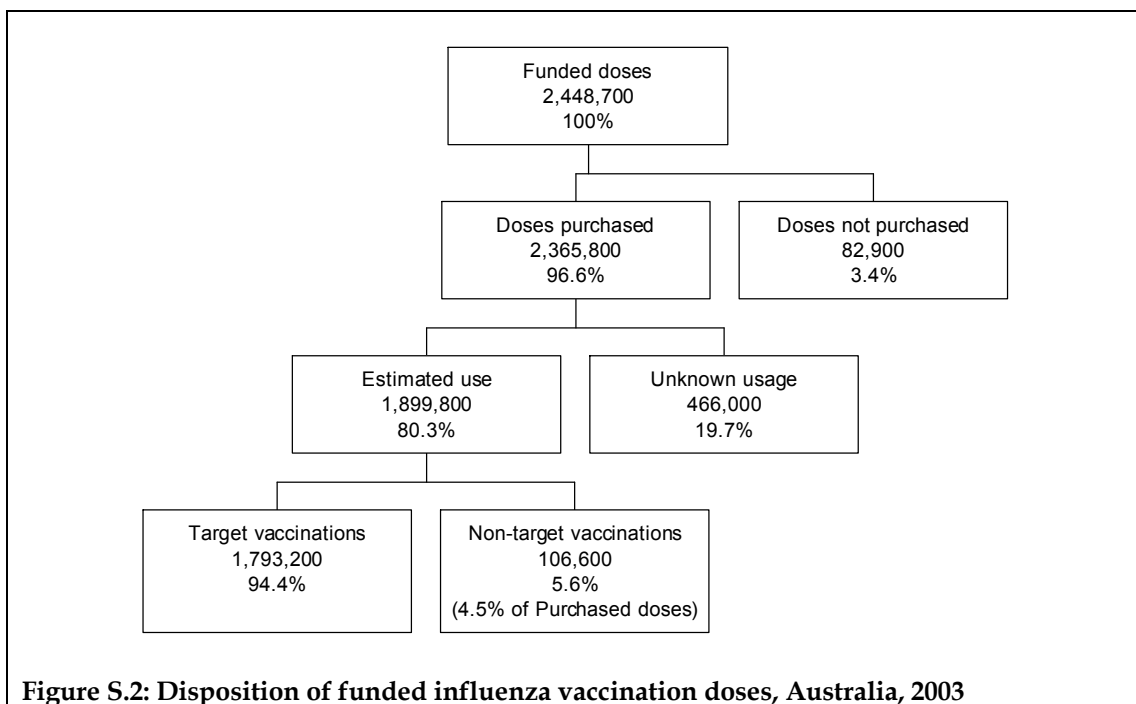 Funded doses
2,448,700
100%
Doses purchased
2,365,800
96.6%
Doses not purchased
82,900
3.4%
Estimated use
1,899,800
80.3%
Unknown usage
466,000
19.7%
Target vaccinations
1,793,200
94.4%
Non-target vaccinations
106,600
5.6%
(4.5% of Purchased doses)
Figure S.2: Disposition of funded influenza vaccination doses, Australia, 2003